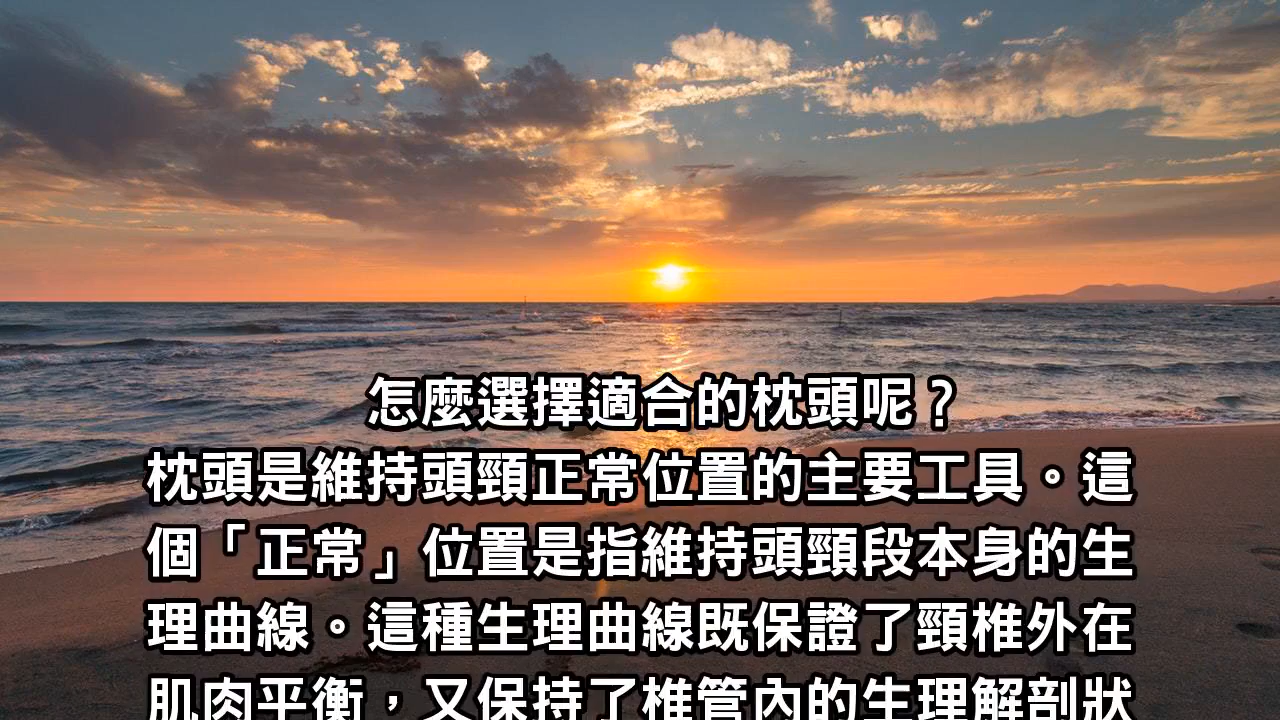 怎麼選擇適合的枕頭呢？
枕頭是維持頭頸正常位置的主要工具。這
個「正常」位置是指維持頭頸段本身的生
理曲線。這種生理曲線既保證了頸椎外在
肌肉平衡，又保持了椎管內的生理解剖狀